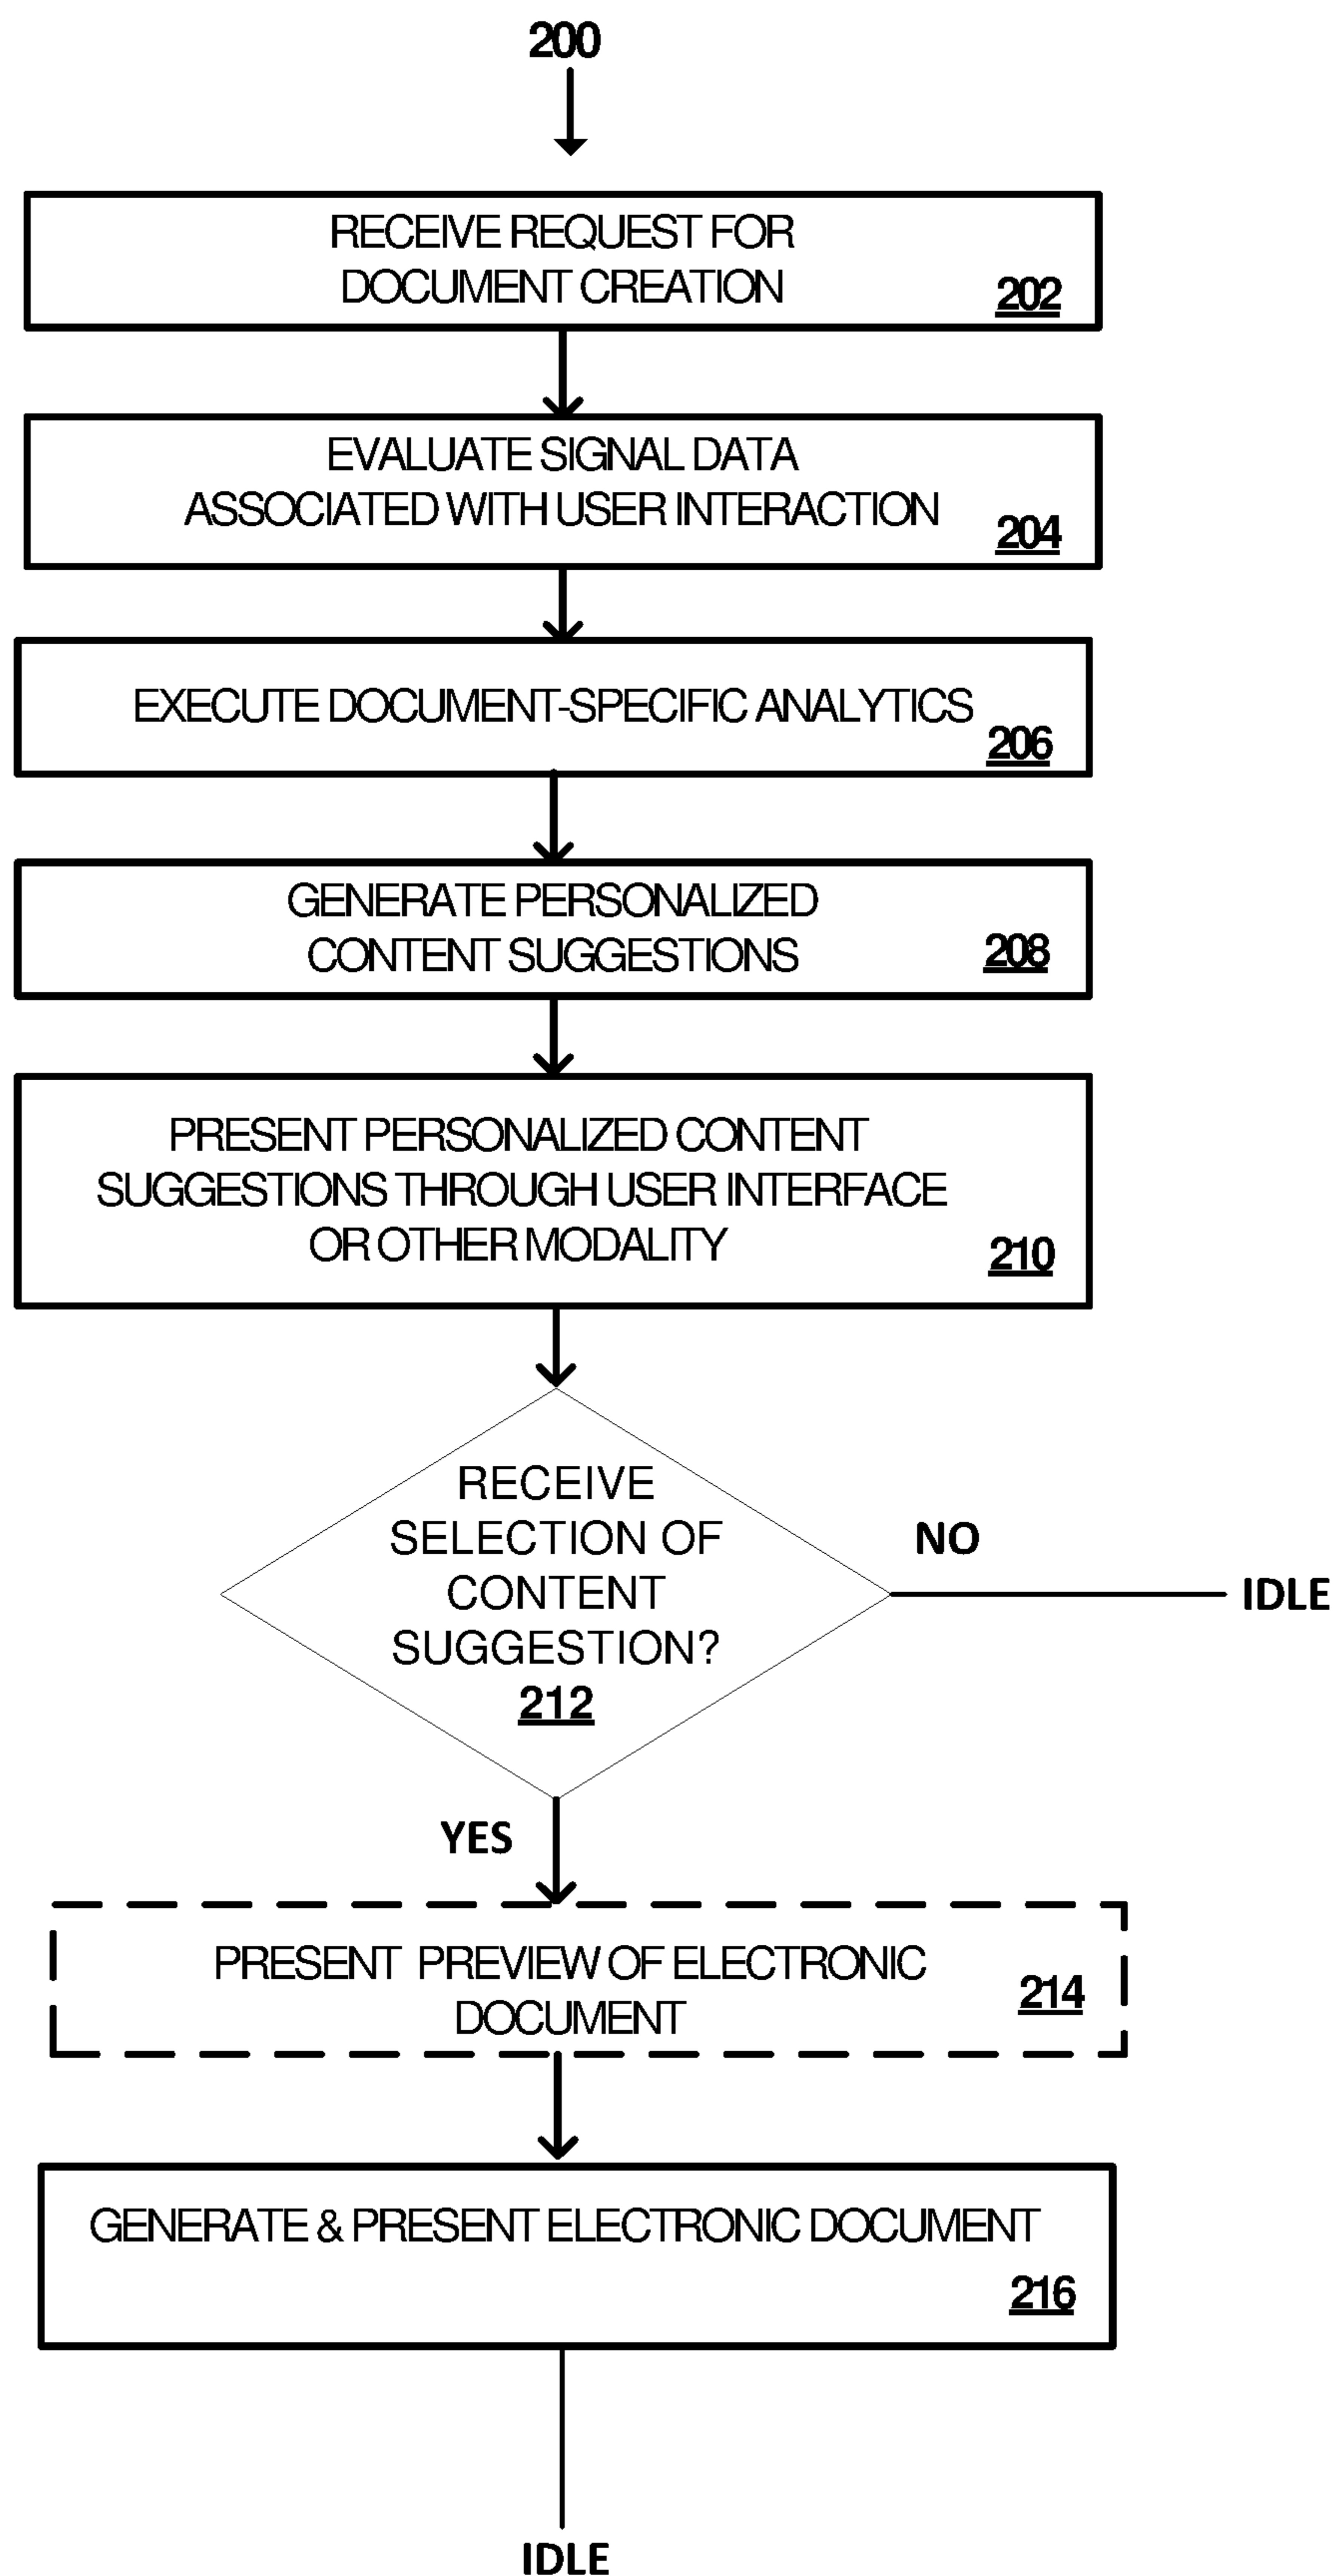 200
RECEIVE REQUEST FOR
DOCUMENT CREATION
202
EVALUATE SIGNAL DATA
ASSOCIATED WITH USER INTERACTION
204
EXECUTE DOCUMENT-SPECIFIC ANALYTICS
206
GENERATE PERSONALIZED
CONTENT SUGGESTIONS
208
PRESENT PERSONALIZED CONTENT
SUGGESTIONS THROUGH USER INTERFACE
OR OTHER MODALITY
210
RECEIVE
SELECTION OF
CONTENT
SUGGESTION?
212
NO
IDLE
YES
PRESENT PREVIEW OF ELECTRONIC
DOCUMENT
214
GENERATE & PRESENT ELECTRONIC DOCUMENT
216
IDLE